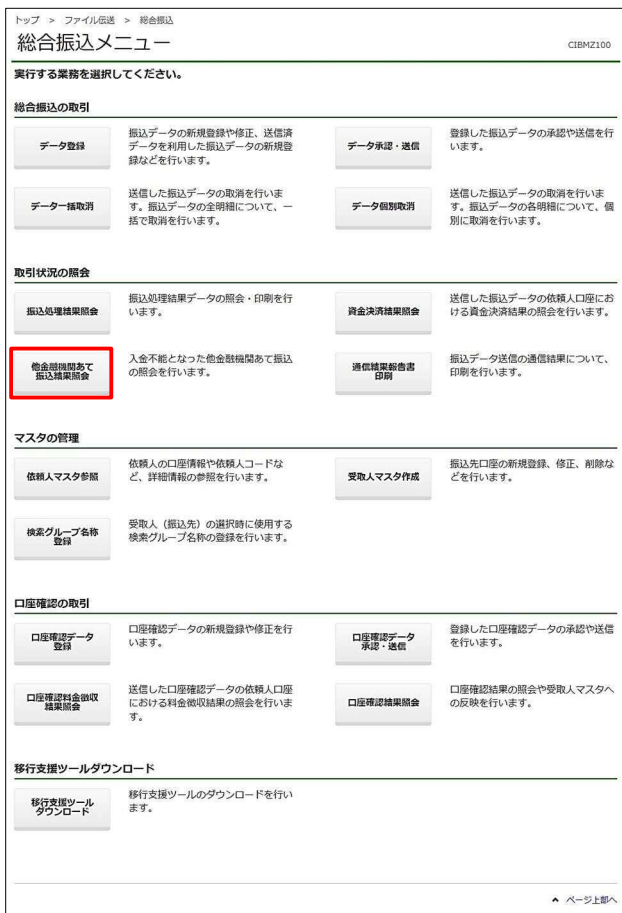 トップ > ファイル伝送 > 総合振込
総合振込メニュー
CIBMZ100
実行する業務を選択してください。
総合振込の取引
データ登録
振込データの新規登録や修正、送信済
データを利用した振込データの新規登
録などを行います。
データ承認・送信
登録した振込データの承認や送信を行
います。
データ一括取消
送信した振込データの取消を行いま
す。振込データの全明細について、一
括で取消を行います。
データ個別取消
送信した振込データの取消を行いま
す。振込データの各明細について、個
別に取消を行います。
取引状況の照会
振込処理結果照会
振込処理結果データの照会・印刷を行
います。
資金決済結果照会
送信した振込データの依頼人口座にお
ける資金決済結果の照会を行います。
他金融機関あて
振込結果照会
入金不能となった他金融機関あて振込
の照会を行います。
通信結果報告書
印刷
振込データ送信の通信結果について、
印刷を行います。
マスタの管理
依頼人マスタ参照
依頼人の口座情報や依頼人コードな
ど、詳細情報の参照を行います。
受取人マスタ作成
振込先口座の新規登録、修正、削除な
どを行います。
検索グループ名称
登録
受取人（振込先）の選択時に使用する
検索グループ名称の登録を行います。
口座確認の取引
口座確認データ
登録
口座確認データの新規登録や修正を行
います。
口座確認データ
承認・送信
登録した口座確認データの承認や送信
を行います。
口座確認料金徴収
結果照会
送信した口座確認データの依頼人口座
における料金徴収結果の照会を行いま
す。
口座確認結果照会
口座確認結果の照会や受取人マスタへ
の反映を行います。
移行支援ツールダウンロード
移行支援ツール
ダウンロード
移行支援ツールのダウンロードを行い
ます。
ページ上部へ